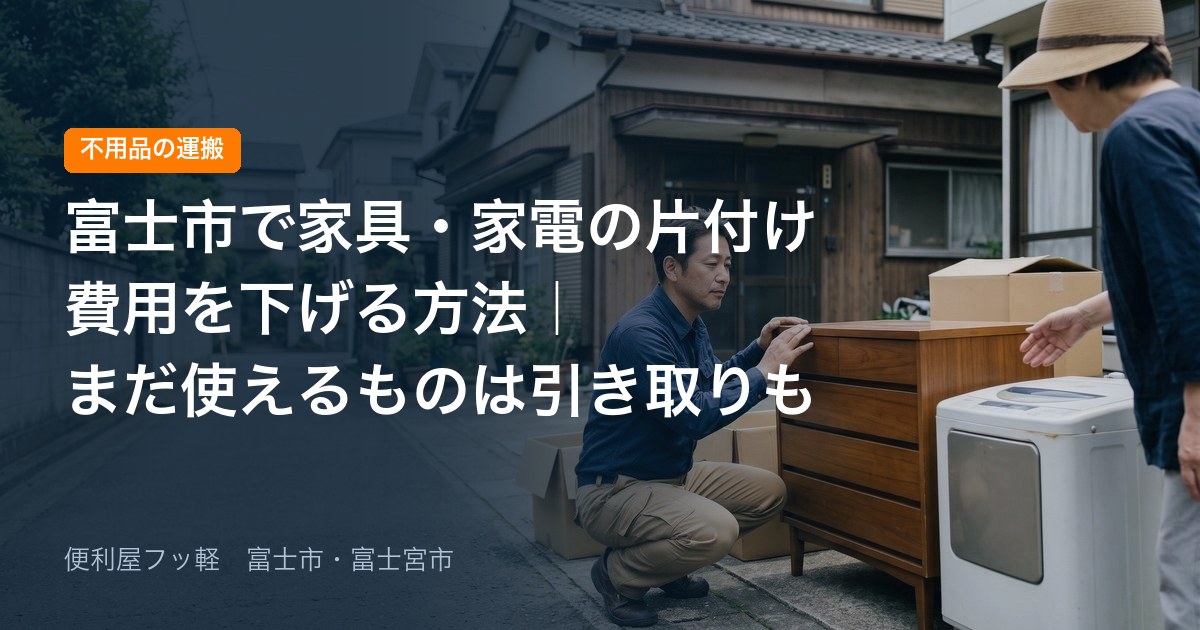 不用品の運搬
富士市で家具・家電の片付け
費用を下げる方法｜
まだ使えるものは引き取りも
便利屋フッ軽　富士市・富士宮市